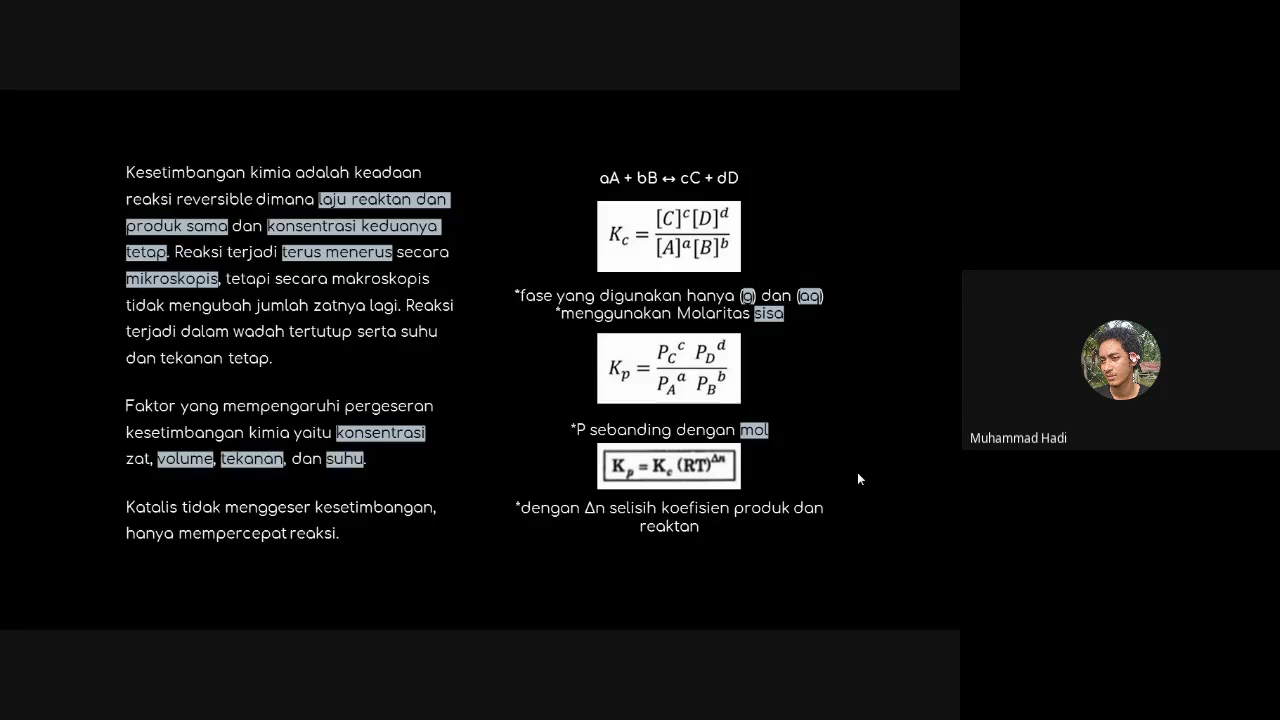 Kesetimbangan kimia adalah keadaan
reaksi reversible dimana laju reaktan dan
produk sama dan konsentrasi keduanya
tetap. Reaksi terjadi terus menerus secara
mikroskopis, tetapi secara makroskopis
tidak mengubah jumlah zatnya lagi. Reaksi
terjadi dalam wadah tertutup serta suhu
dan tekanan tetap.
Faktor yang mempengaruhi pergeseran
kesetimbangan kimia yaitu konsentrasi
zat, volume, tekanan, dan suhu.
Katalis tidak menggeser kesetimbangan,
hanya mempercepat reaksi.
aA + bB ↔ cC + dD
K_c = [C]^c[D]^d / [A]^a[B]^b
*fase yang digunakan hanya (g) dan (aq)
*menggunakan Molaritas sisa
K_p = P_C^c P_D^d / P_A^a P_B^b
*P sebanding dengan mol
K_p = K_c (RT)^Δn
*dengan Δn selisih koefisien produk dan
reaktan
Muhammad Hadi